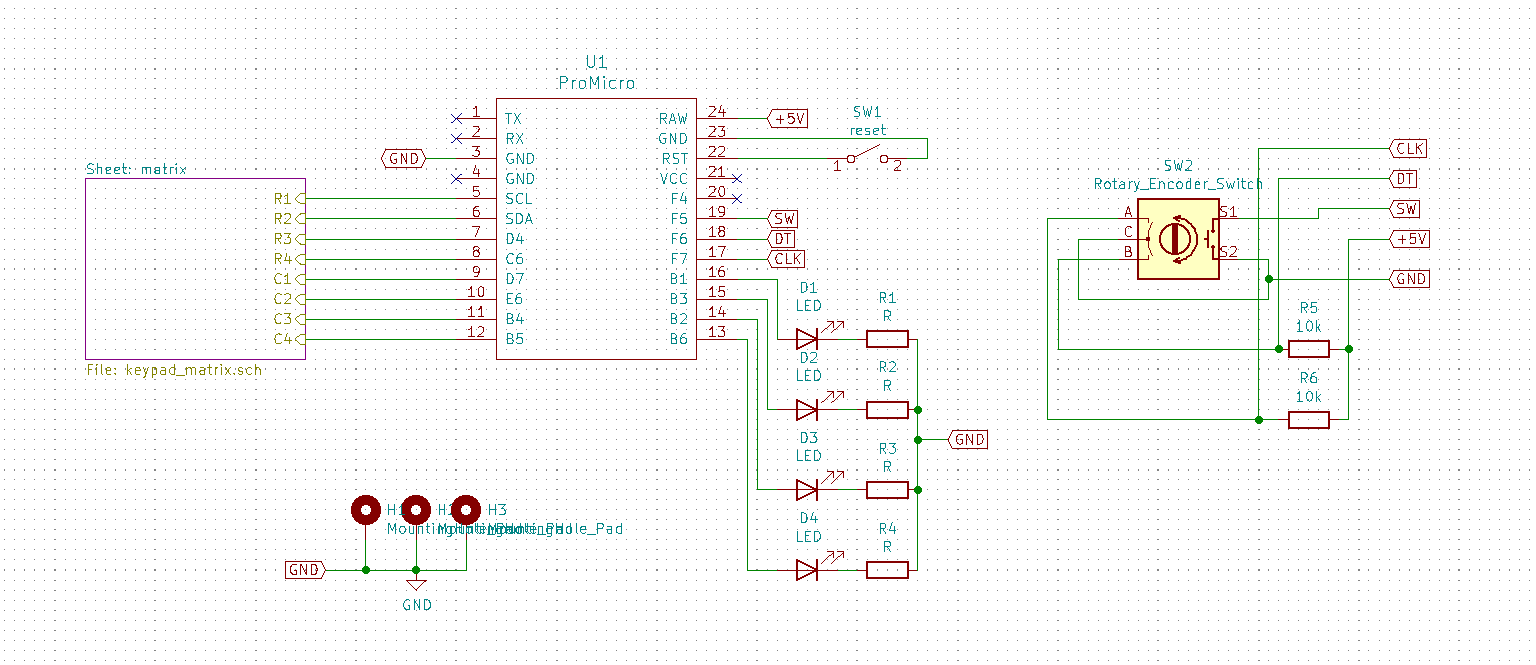 U1
ProMicro
1 TX
2 RX
3 GND
4 GND
5 SCL
6 SDA
7 D4
8 C6
9 D7
10 E6
11 B4
12 B5
RAW 24
GND 23
RST 22
VCC 21
F4 20
F5 19
F6 18
F7 17
B1 16
B3 15
B2 14
B6 13
GND
+5V
SW1
reset
1 2
SW
DT
CLK
Sheet: matrix
R1
R2
R3
R4
C1
C2
C3
C4
File: keypad_matrix.sch
D1
LED
R1
R
D2
LED
R2
R
D3
LED
R3
R
D4
LED
R4
R
GND
SW2
Rotary_Encoder_Switch
A
C
B
S1
S2
CLK
DT
SW
+5V
GND
R5
10k
R6
10k
H1
H3
GND
GND